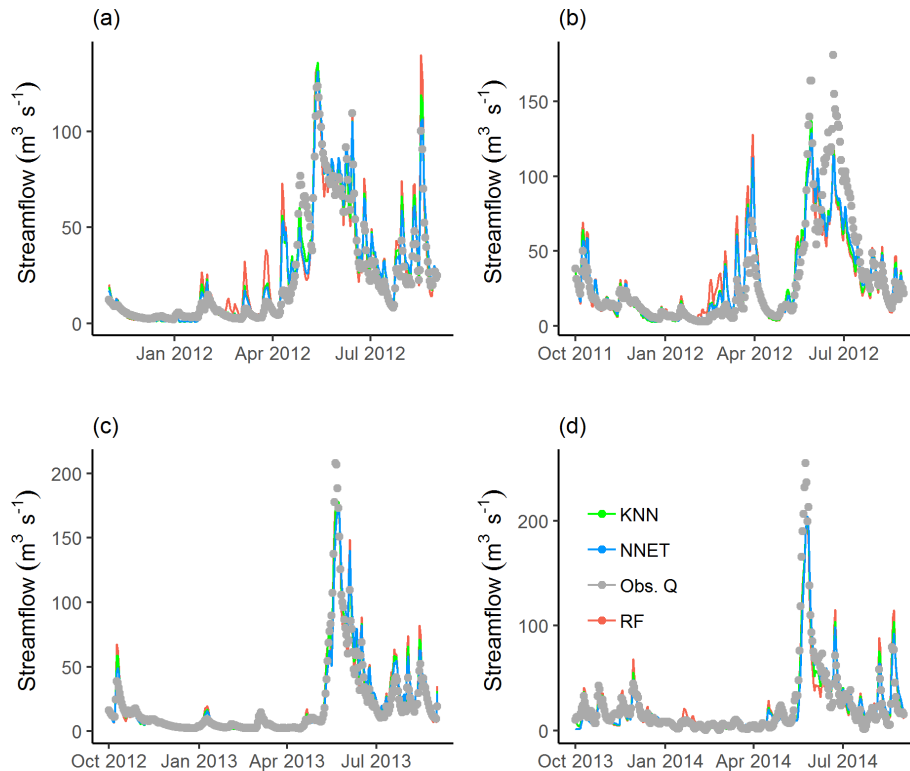 (a)
Streamflow (m³ s⁻¹)
100
50
0
Jan 2012 Apr 2012 Jul 2012
(b)
Streamflow (m³ s⁻¹)
150
100
50
0
Oct 2011 Jan 2012 Apr 2012 Jul 2012
(c)
Streamflow (m³ s⁻¹)
200
150
100
50
0
Oct 2012 Jan 2013 Apr 2013 Jul 2013
(d)
Streamflow (m³ s⁻¹)
200
100
0
KNN
NNET
Obs. Q
RF
Oct 2013 Jan 2014 Apr 2014 Jul 2014